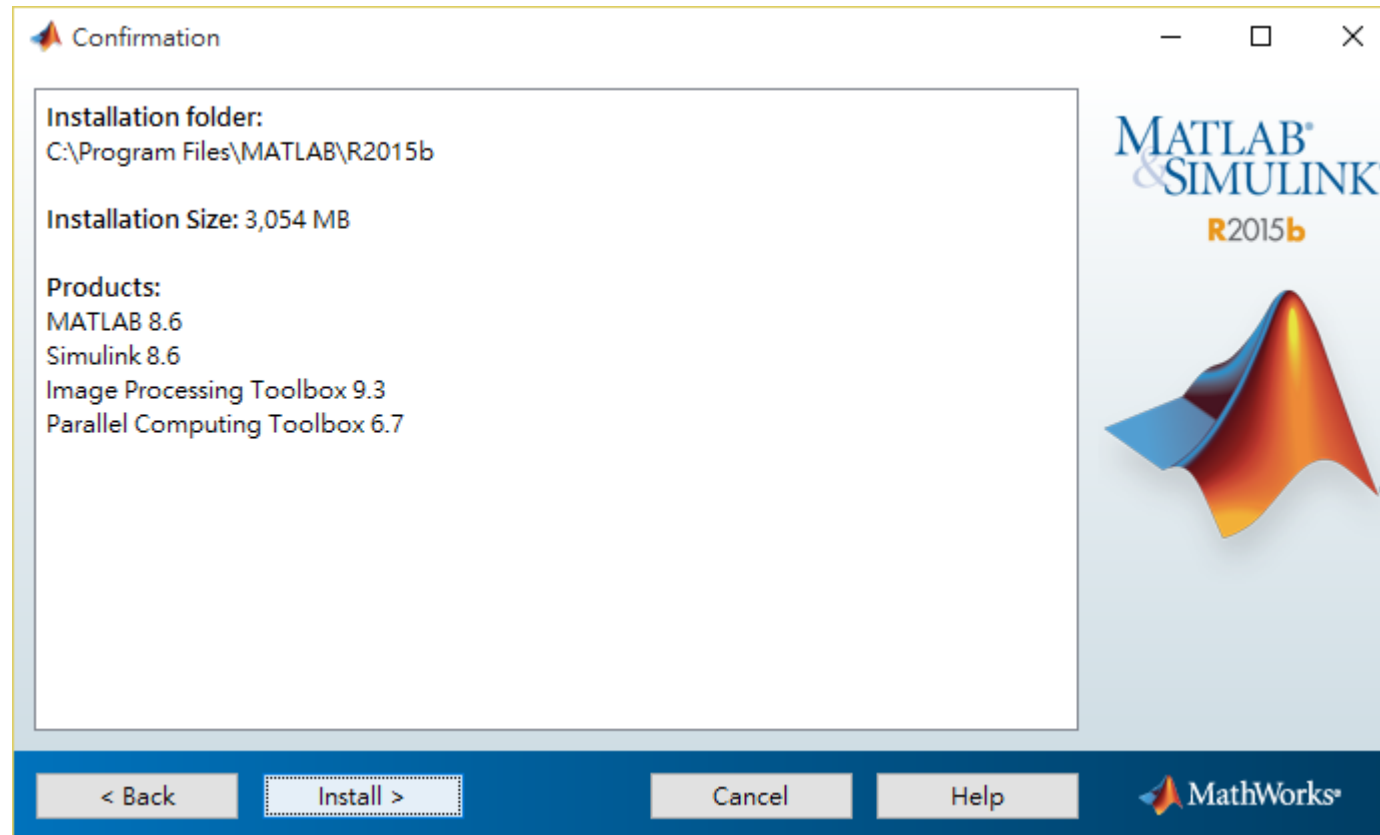 Confirmation
Installation folder:
C:\Program Files\MATLAB\R2015b
Installation Size: 3,054 MB
Products:
MATLAB 8.6
Simulink 8.6
Image Processing Toolbox 9.3
Parallel Computing Toolbox 6.7
MATLAB®
&SIMULINK®
R2015b
< Back
Install >
Cancel
Help
MathWorks®